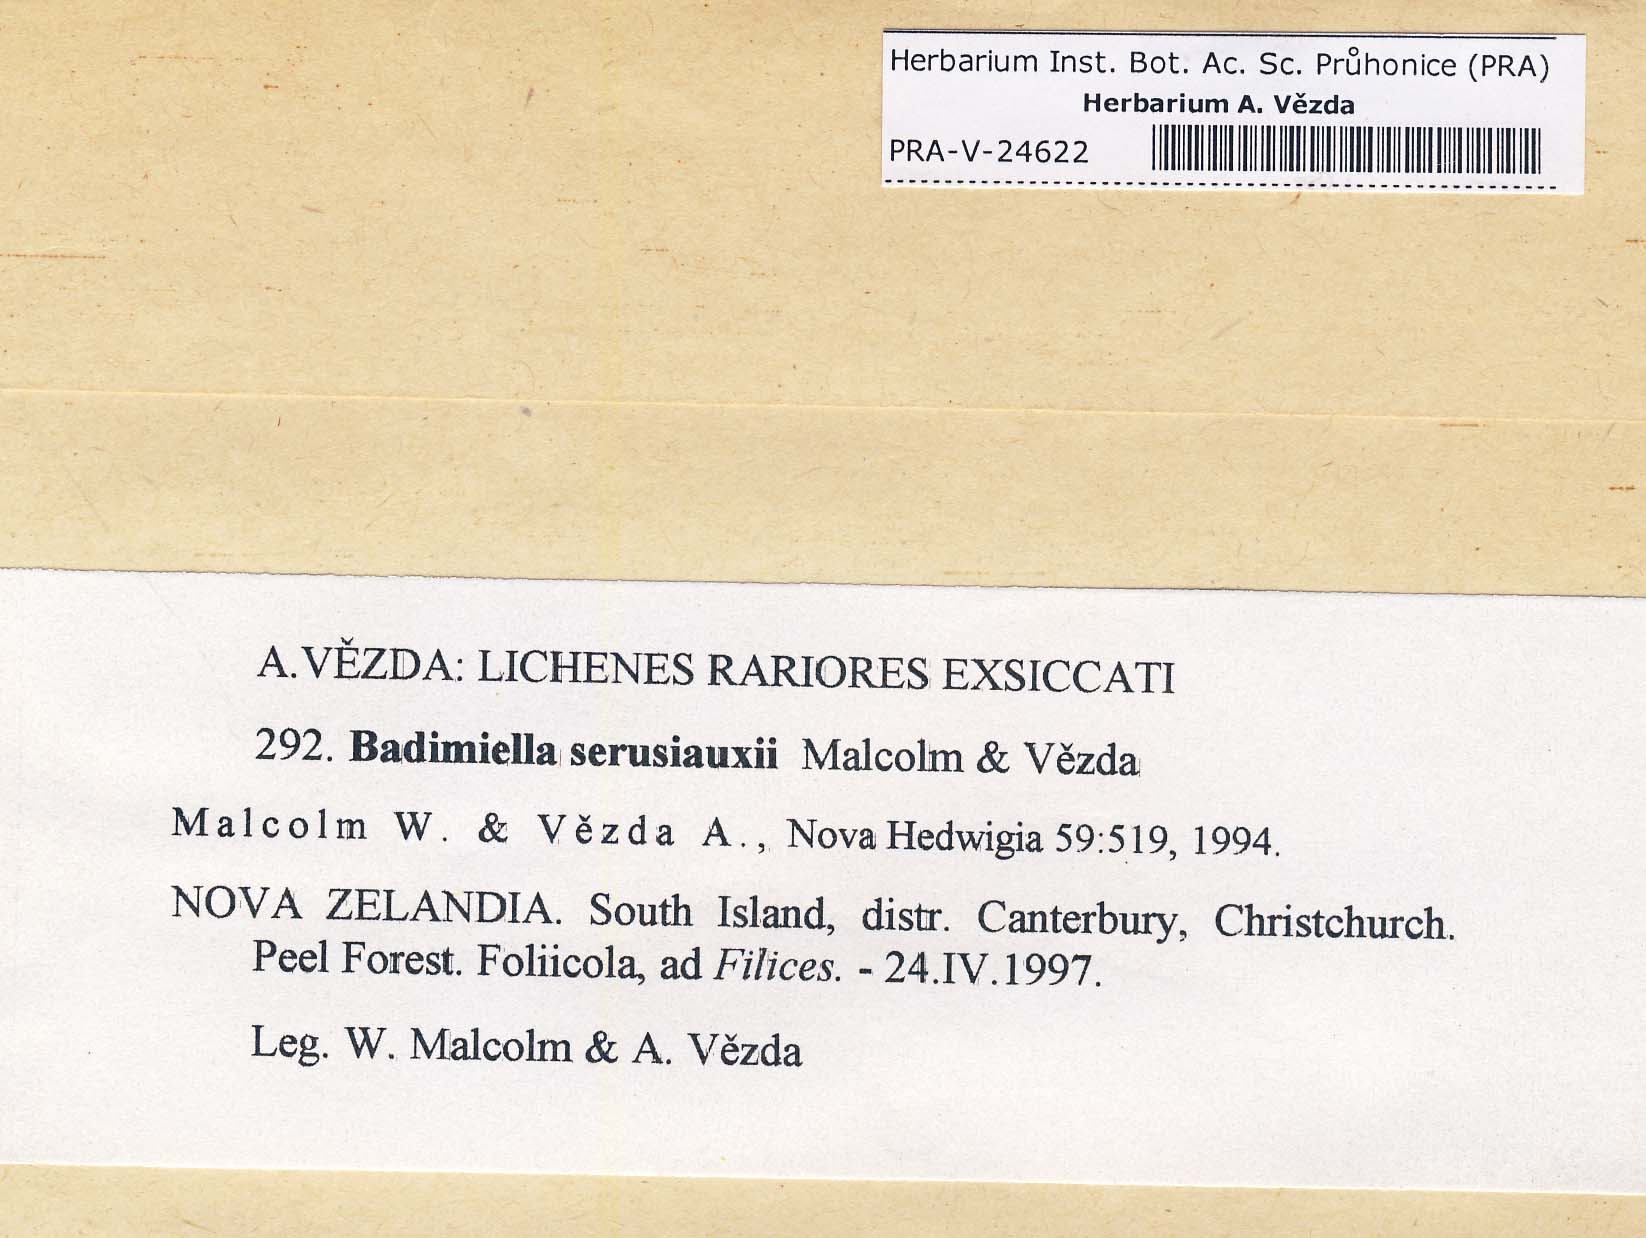 Herbarium Inst. Bot. Ac. Sc. Průhonice (PRA)
Herbarium A. Vězda
PRA-V-24622
A.VĚZDA: LICHENES RARIORES EXSICCATI
292. Badimiella serusiauxii Malcolm & Vězda
Malcolm W. & Vězda A., Nova Hedwigia 59:519, 1994.
NOVA ZELANDIA. South Island, distr. Canterbury, Christchurch.
Peel Forest. Foliicola, ad Filices. - 24.IV.1997.
Leg. W. Malcolm & A. Vězda